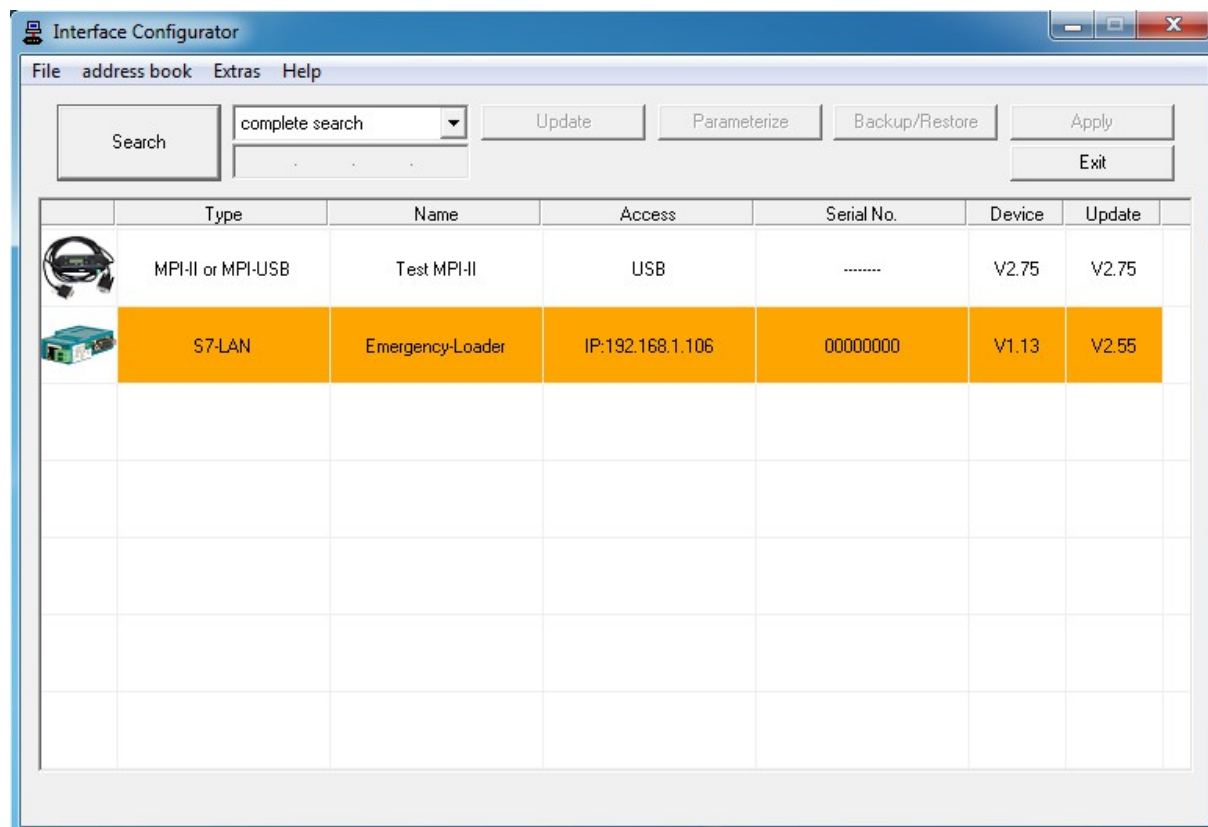 Interface Configurator
File address book Extras Help
Search complete search Update Parameterize Backup/Restore Apply
. . . Exit
Type Name Access Serial No. Device Update
MPI-II or MPI-USB Test MPI-II USB -------- V2.75 V2.75
S7-LAN Emergency-Loader IP:192.168.1.106 00000000 V1.13 V2.55